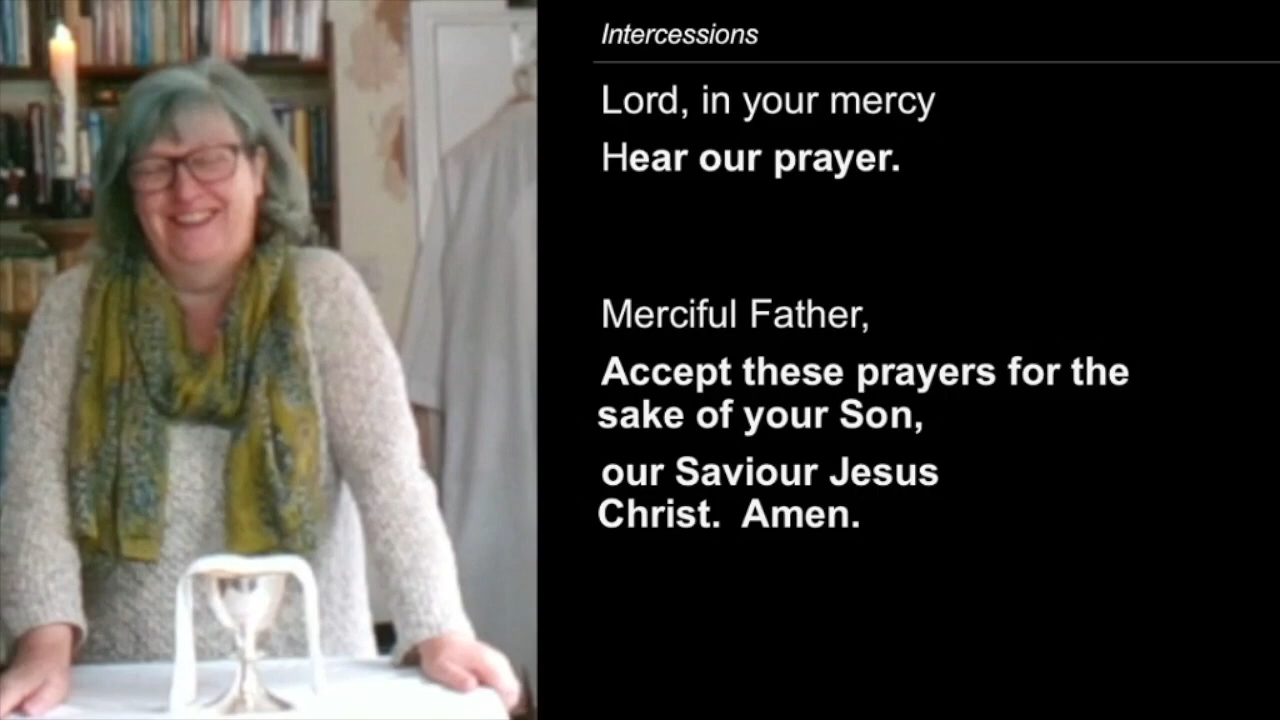 Intercessions
Lord, in your mercy
Hear our prayer.
Merciful Father,
Accept these prayers for the
sake of your Son,
our Saviour Jesus
Christ.  Amen.